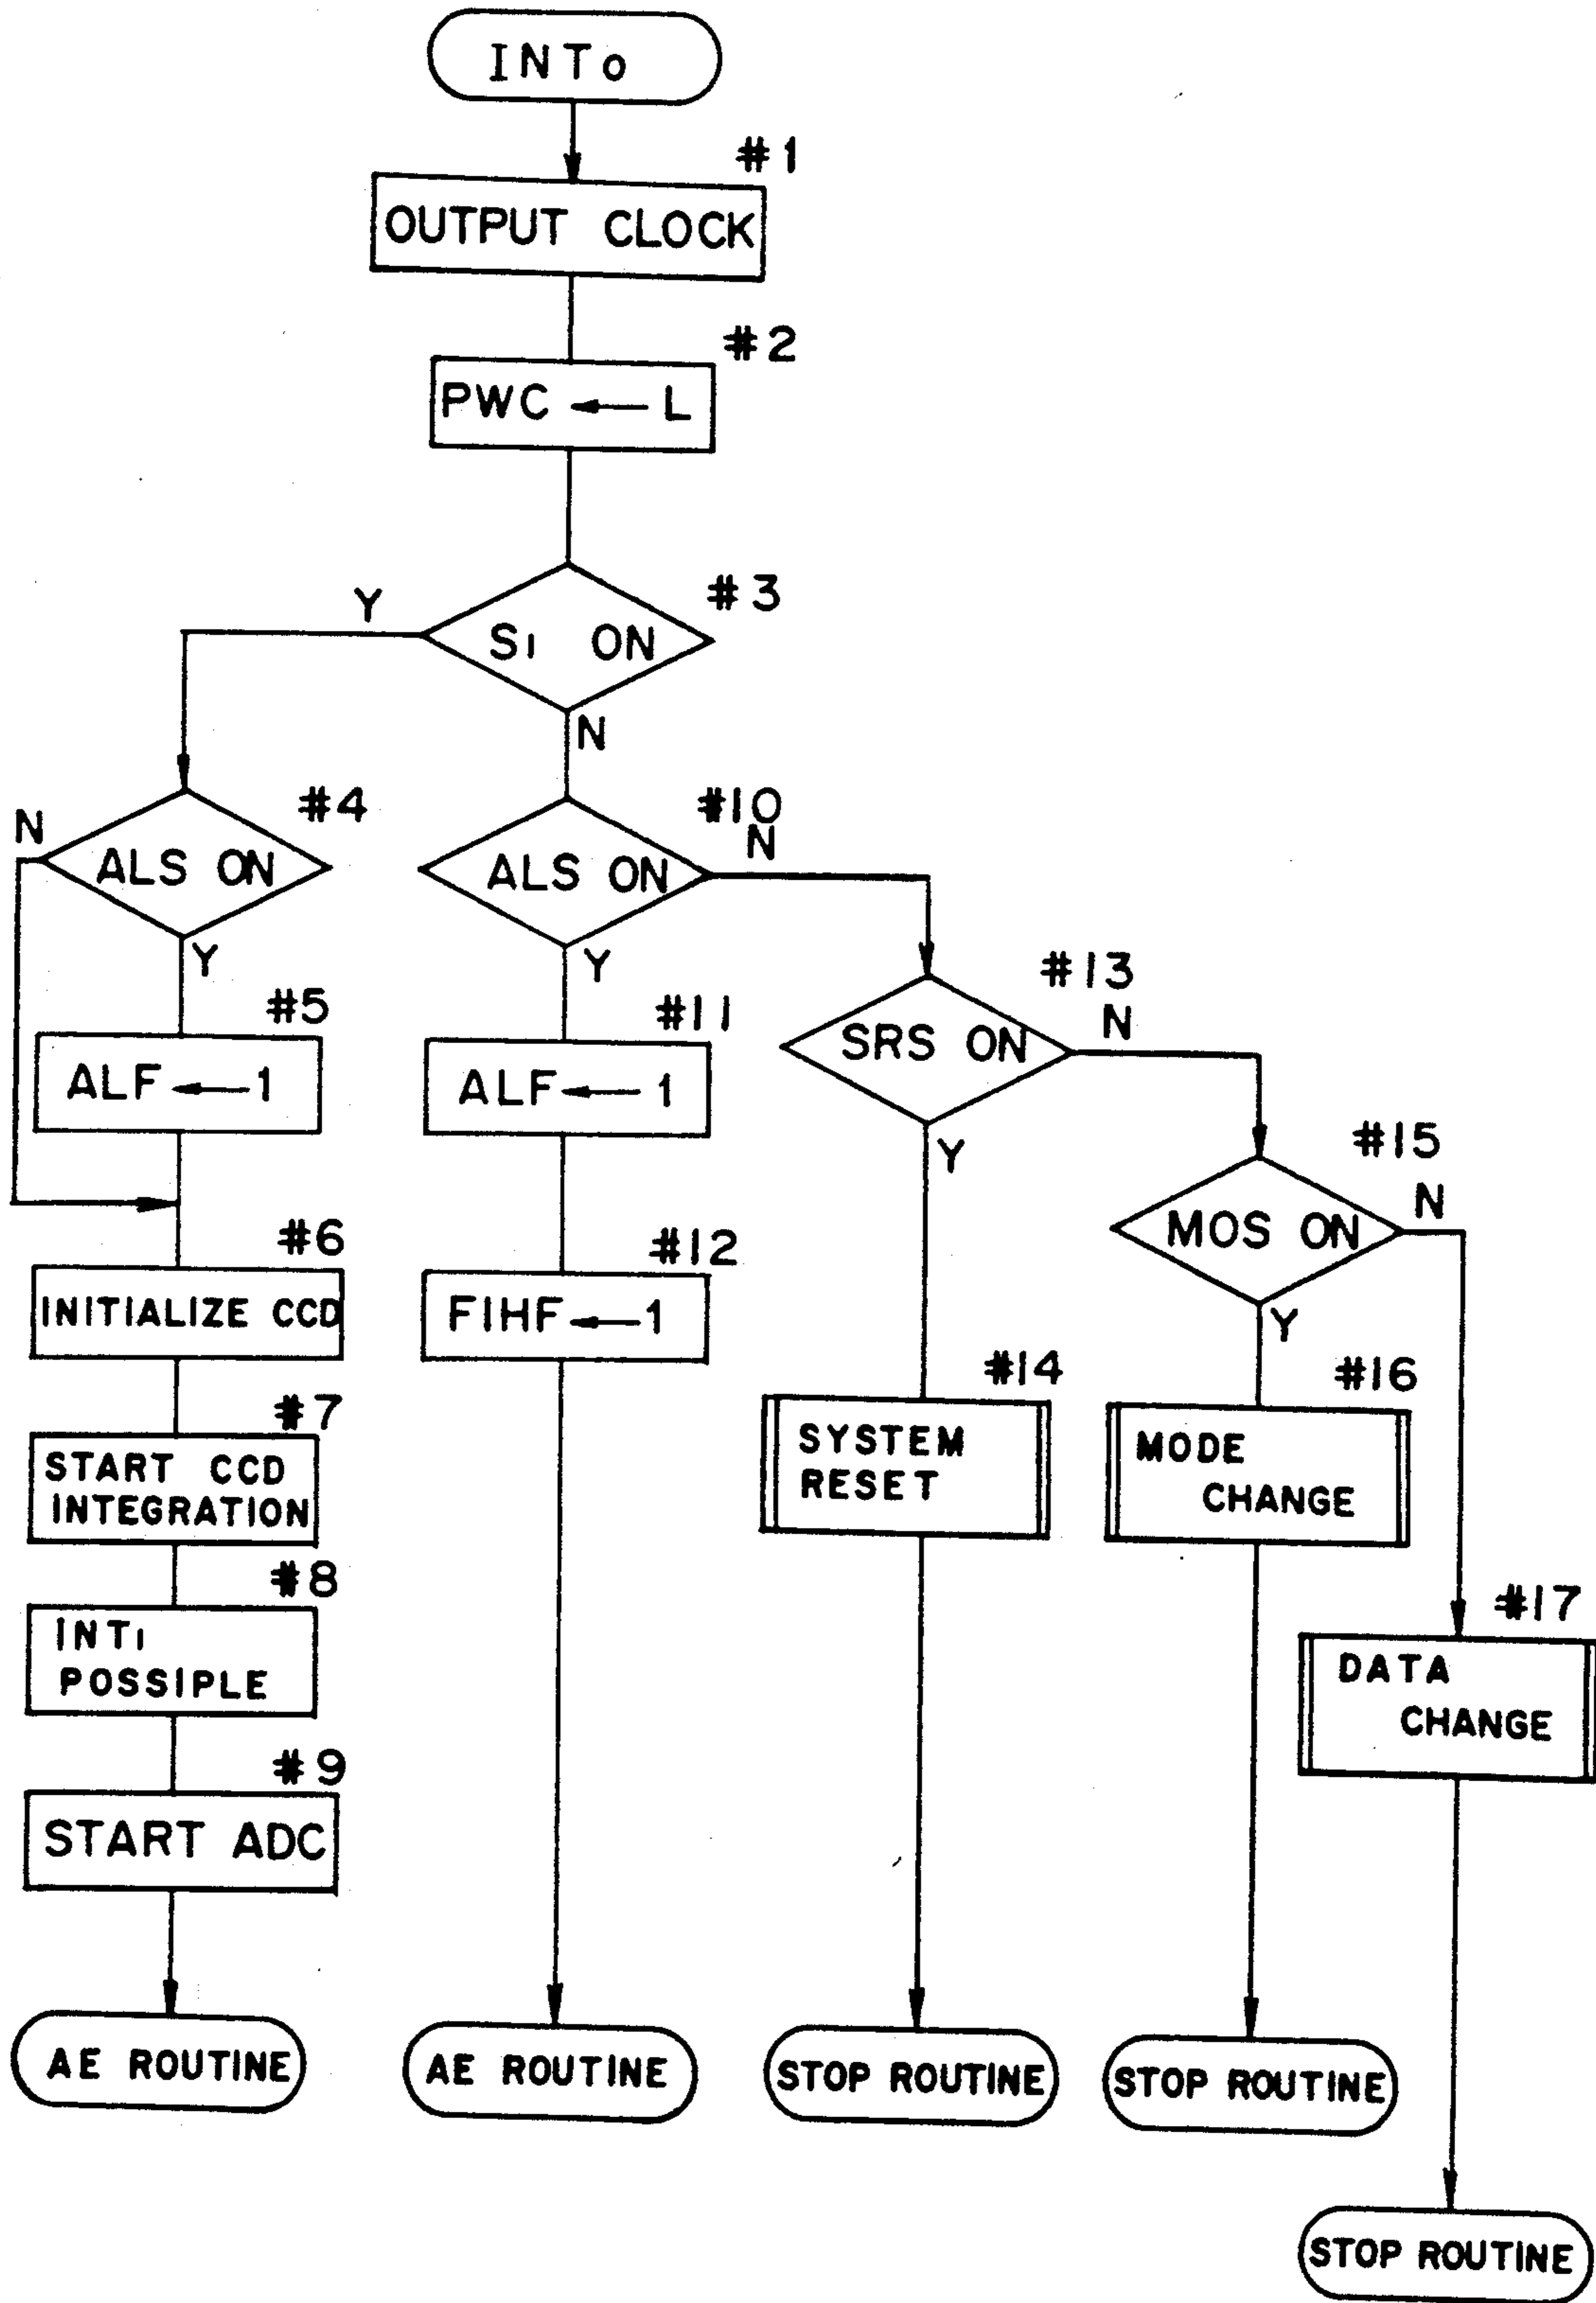 INT0
#1
OUTPUT CLOCK
#2
PWC ← L
#3
Y
S1 ON
N
#4
N
ALS ON
Y
#10
N
ALS ON
Y
#5
ALF ← 1
#11
ALF ← 1
#13
N
SRS ON
Y
#15
N
MOS ON
Y
#6
INITIALIZE CCD
#12
FIHF ← 1
#7
START CCD
INTEGRATION
#14
SYSTEM
RESET
#16
MODE
CHANGE
#8
INT1
POSSIPLE
#17
DATA
CHANGE
#9
START ADC
AE ROUTINE
AE ROUTINE
STOP ROUTINE
STOP ROUTINE
STOP ROUTINE